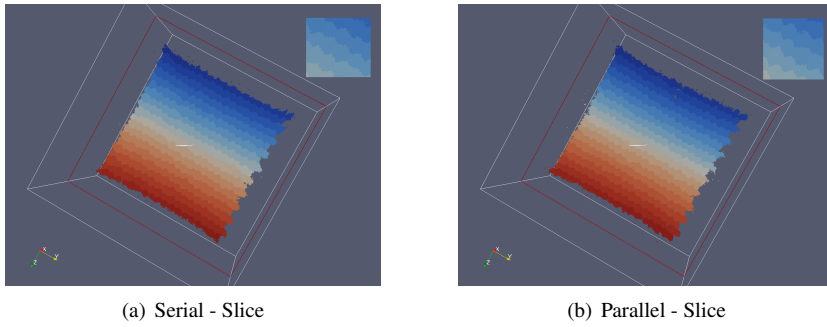 X
Y
Z
X
Y
Z
(a) Serial - Slice
(b) Parallel - Slice